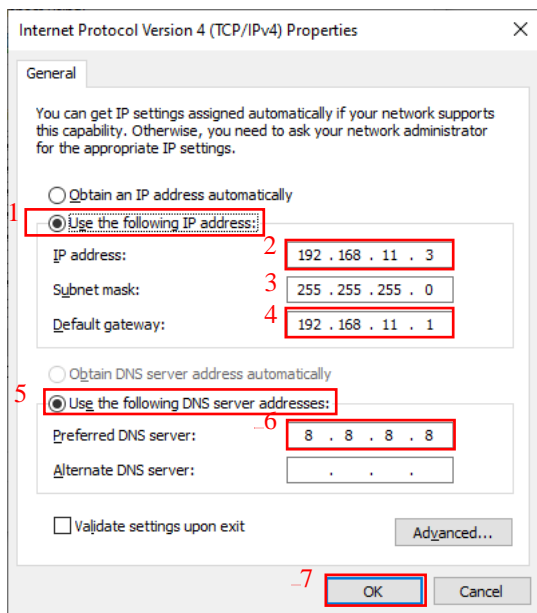 Internet Protocol Version 4 (TCP/IPv4) Properties
General
You can get IP settings assigned automatically if your network supports
this capability. Otherwise, you need to ask your network administrator
for the appropriate IP settings.
Obtain an IP address automatically
1 Use the following IP address:
IP address: 2 192 . 168 . 11 . 3
Subnet mask: 3 255 . 255 . 255 . 0
Default gateway: 4 192 . 168 . 11 . 1
Obtain DNS server address automatically
5 Use the following DNS server addresses:
Preferred DNS server: 6 8 . 8 . 8 . 8
Alternate DNS server: . . .
Validate settings upon exit
Advanced...
7 OK Cancel